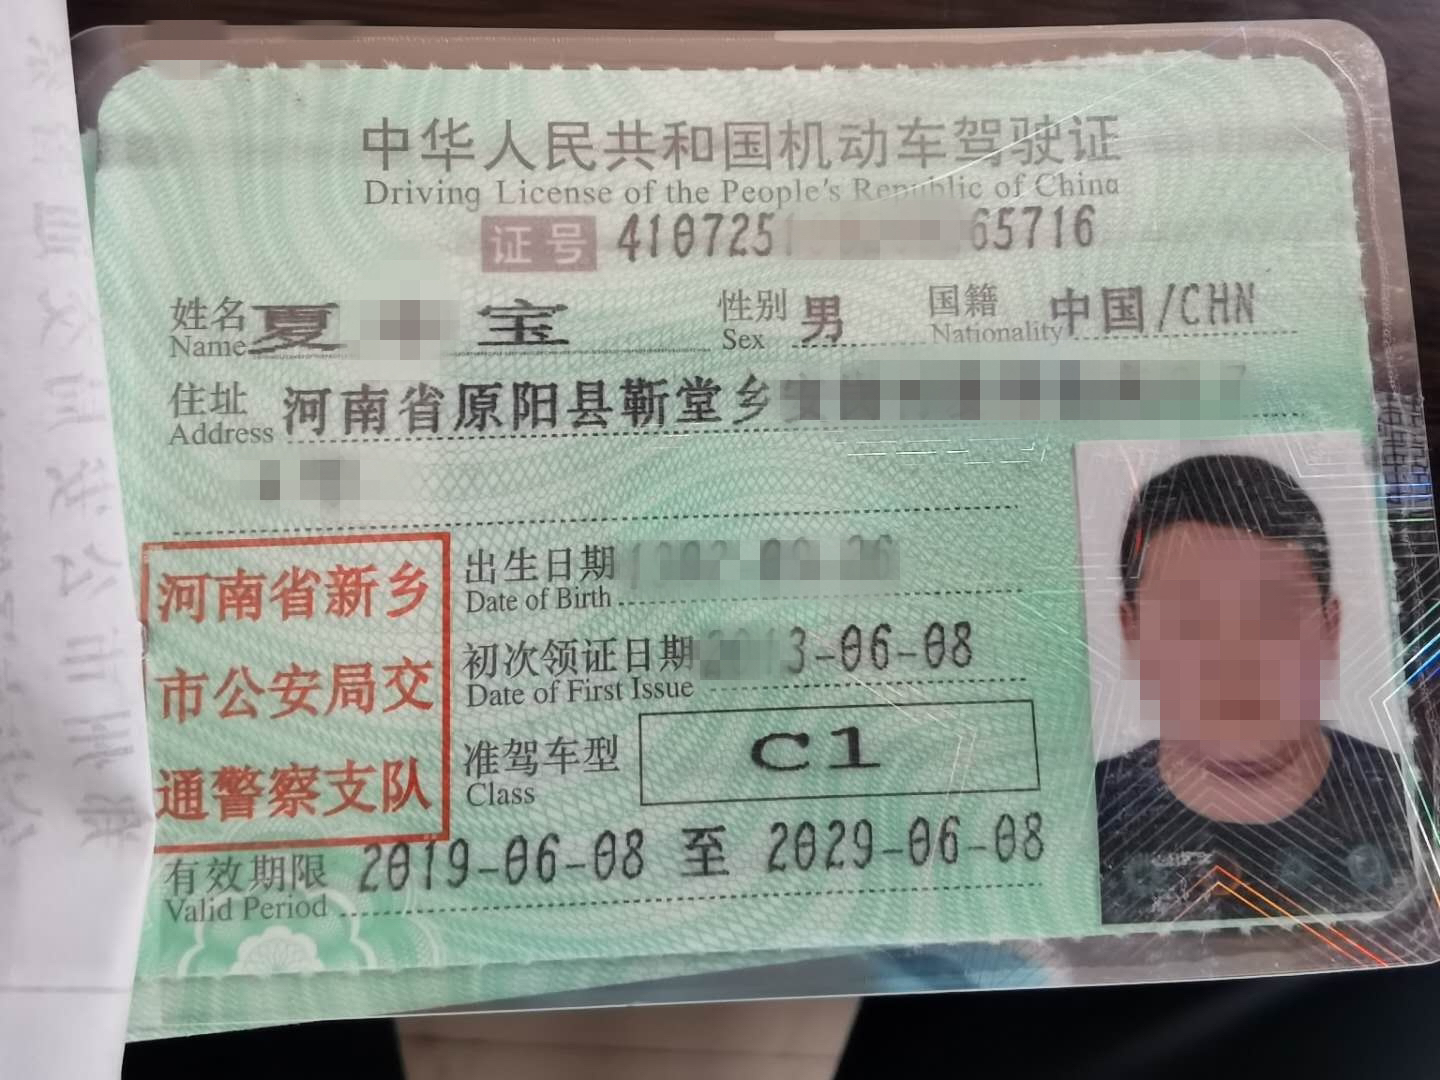 中华人民共和国机动车驾驶证
Driving License of the People's Republic of China
证号 410725 65716
姓名 夏 宝 性别 男 国籍 中国/CHN
Name Sex Nationality
住址 河南省原阳县靳堂乡
Address
河南省新乡
市公安局交
通警察支队
出生日期
Date of Birth
初次领证日期 3-06-08
Date of First Issue
准驾车型 C1
Class
有效期限 2019-06-08 至 2029-06-08
Valid Period